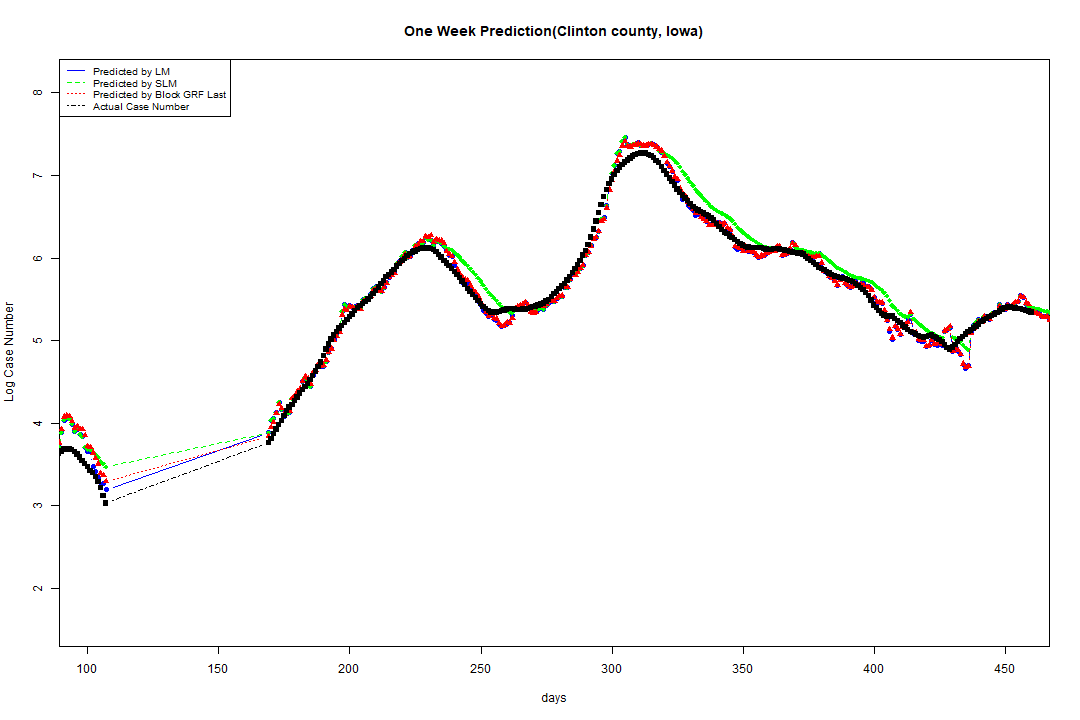 One Week Prediction(Clinton county, Iowa)
Predicted by LM
Predicted by SLM
Predicted by Block GRF Last
Actual Case Number
Log Case Number
8
7
6
5
4
3
2
100 150 200 250 300 350 400 450
days